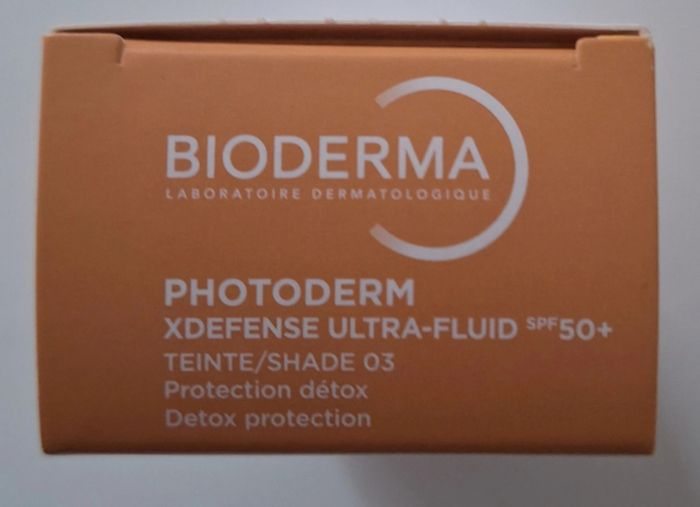 BIODERMA
LABORATOIRE DERMATOLOGIQUE
PHOTODERM
XDEFENSE ULTRA-FLUID SPF50+
TEINTE/SHADE 03
Protection détox
Detox protection